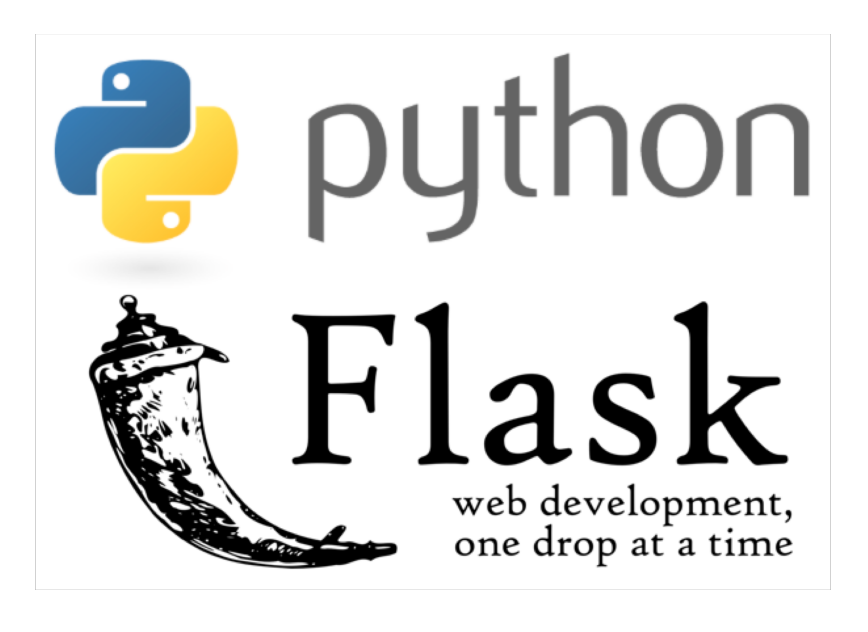 python
Flask
web development,
one drop at a time